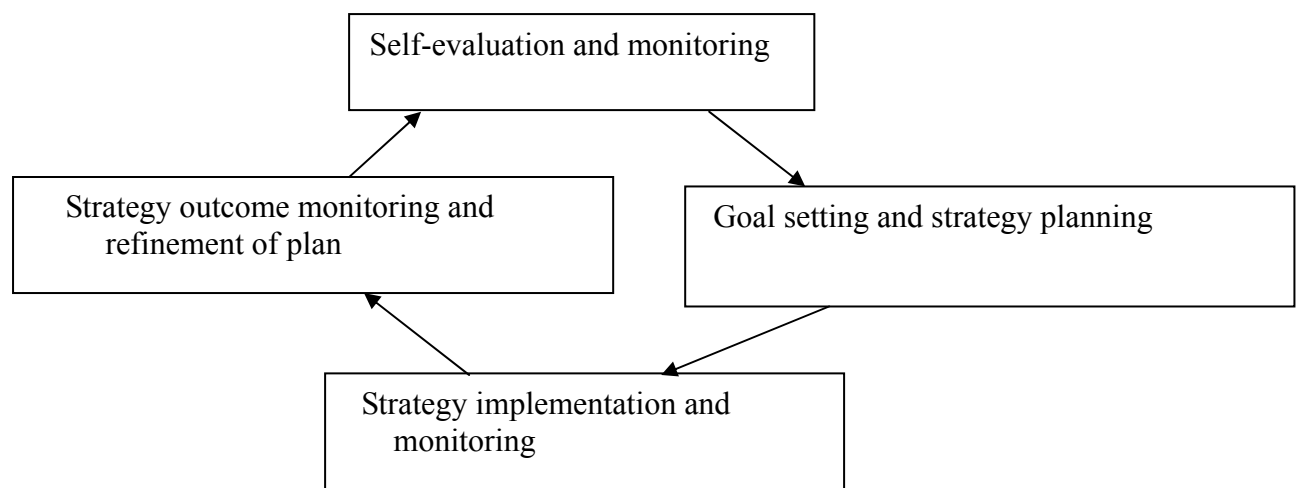 Self-evaluation and monitoring
Strategy outcome monitoring and
refinement of plan
Goal setting and strategy planning
Strategy implementation and
monitoring